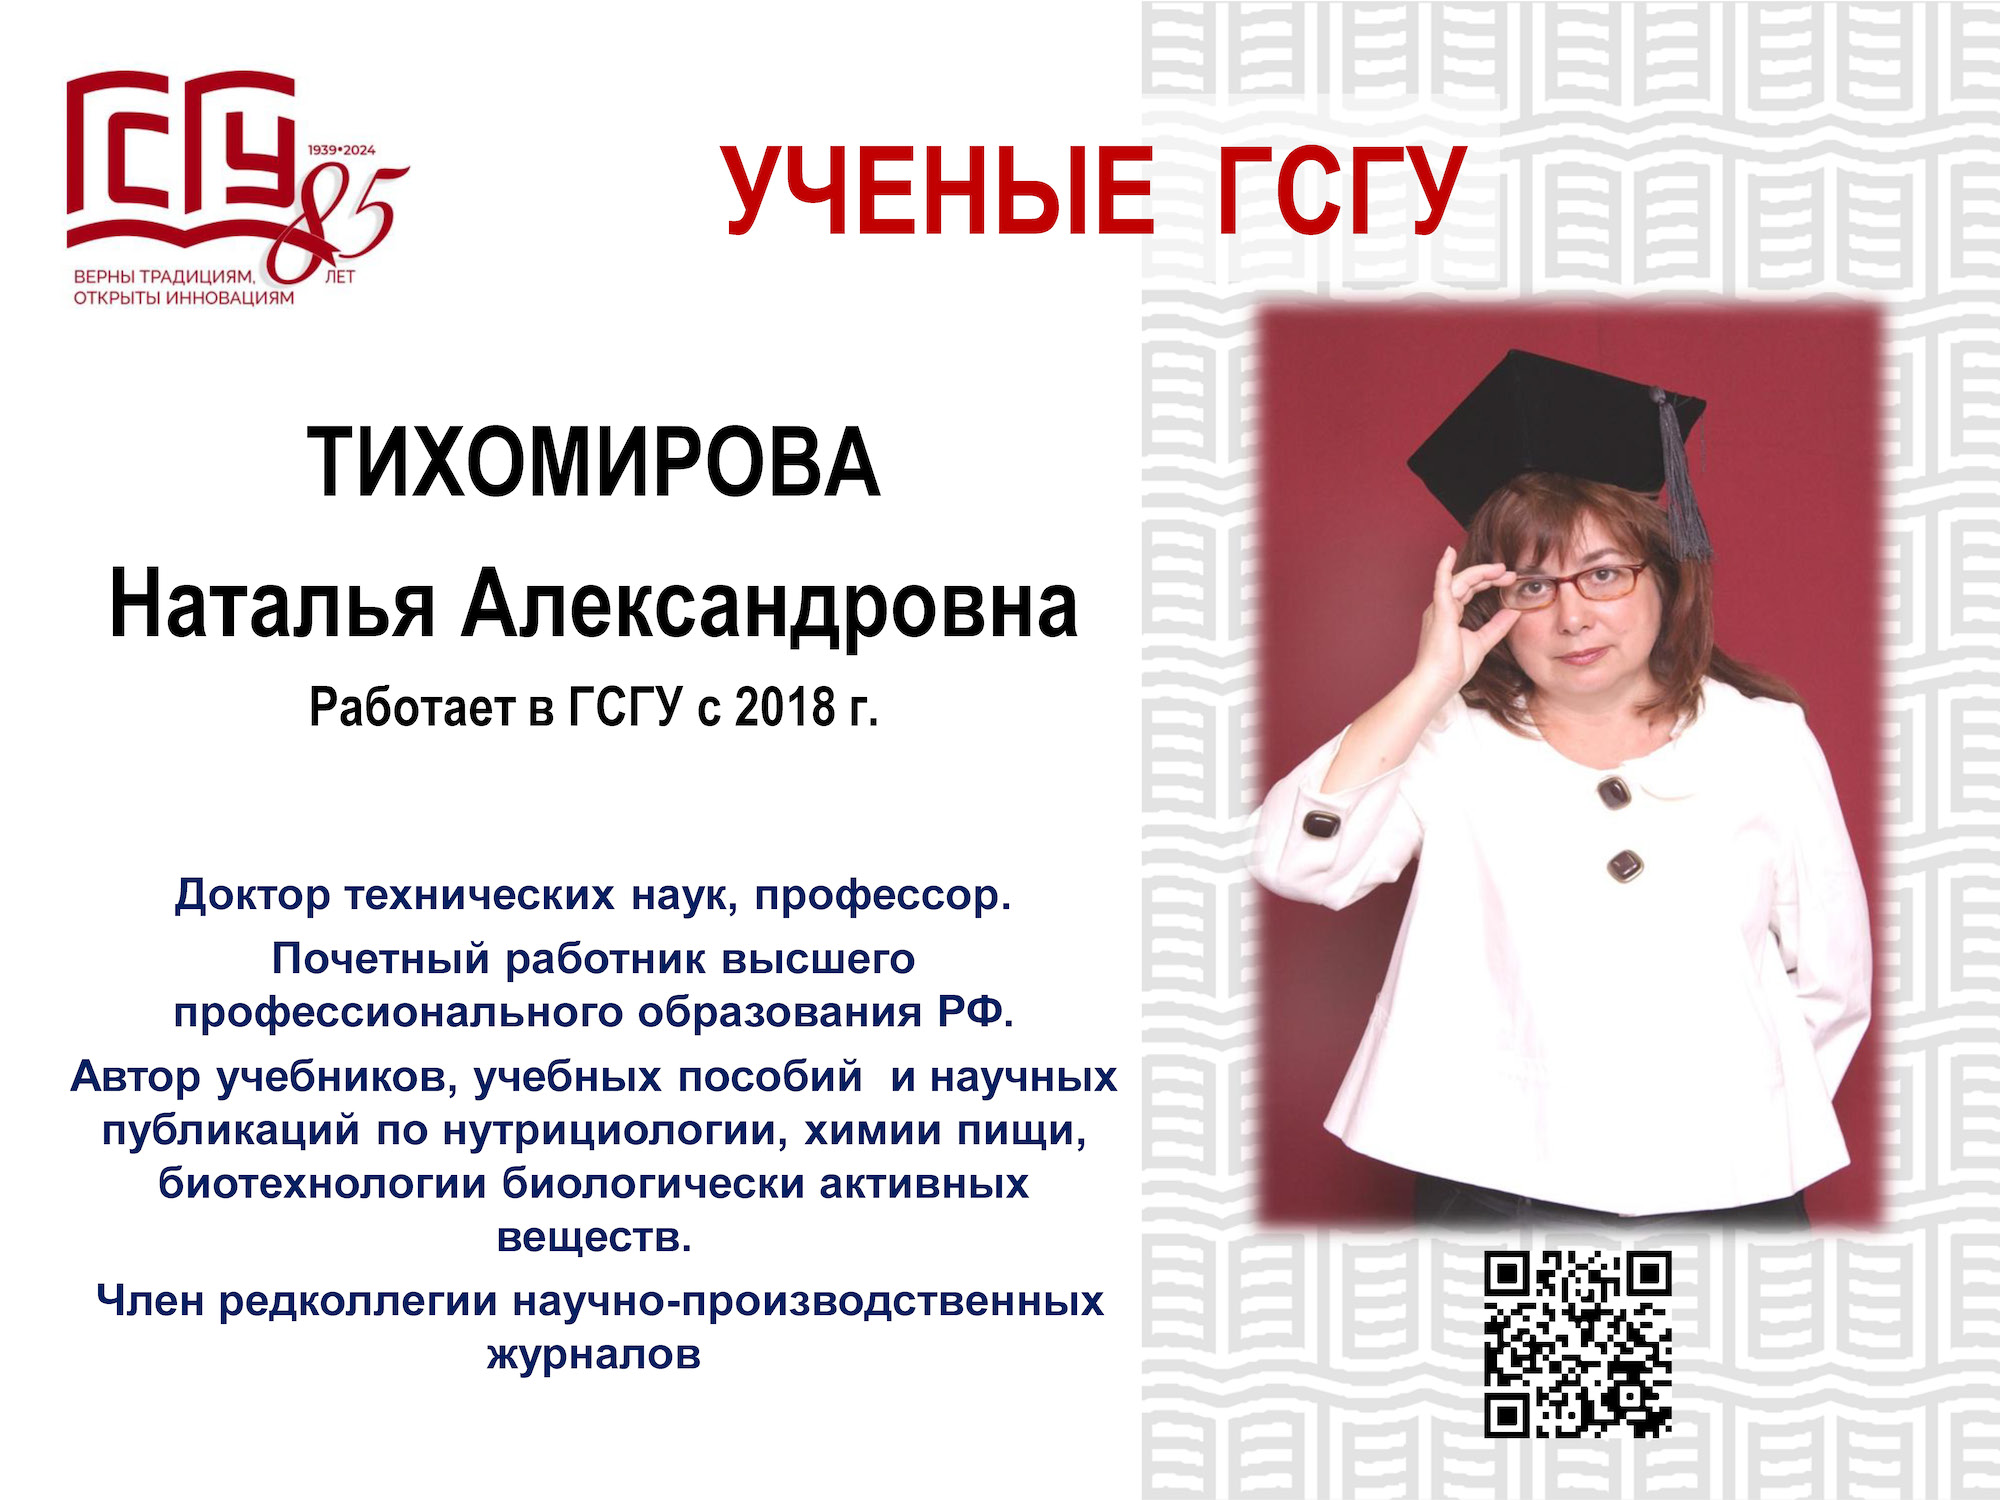 ГСГУ
1939•2024
85
ЛЕТ
ВЕРНЫ ТРАДИЦИЯМ,
ОТКРЫТЫ ИННОВАЦИЯМ
УЧЕНЫЕ ГСГУ
ТИХОМИРОВА
Наталья Александровна
Работает в ГСГУ с 2018 г.
Доктор технических наук, профессор.
Почетный работник высшего
профессионального образования РФ.
Автор учебников, учебных пособий и научных
публикаций по нутрициологии, химии пищи,
биотехнологии биологически активных
веществ.
Член редколлегии научно-производственных
журналов